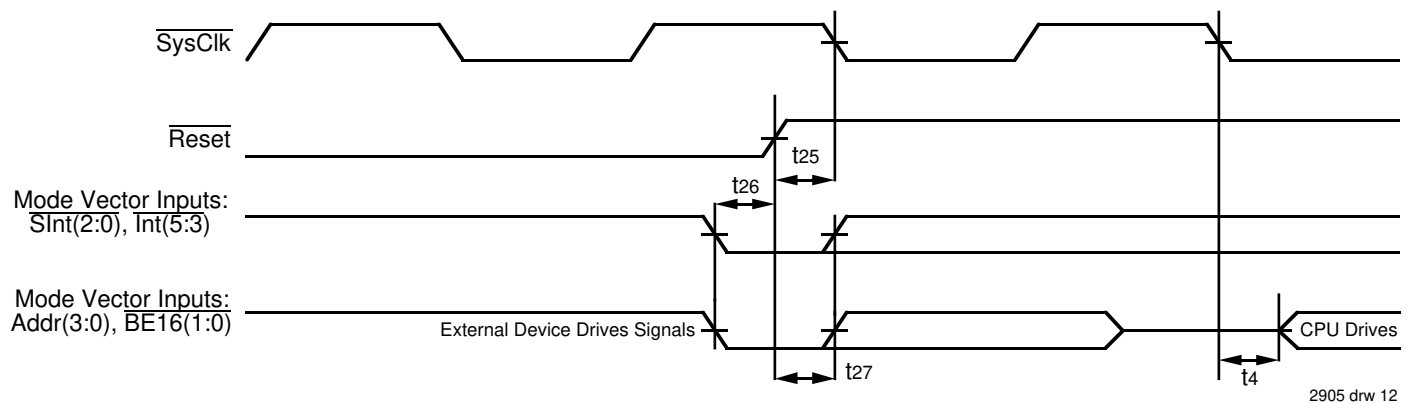 SysClk
Reset
t25
t26
Mode Vector Inputs:
SInt(2:0), Int(5:3)
Mode Vector Inputs:
Addr(3:0), BE16(1:0)
External Device Drives Signals
CPU Drives
t27
t4
2905 drw 12